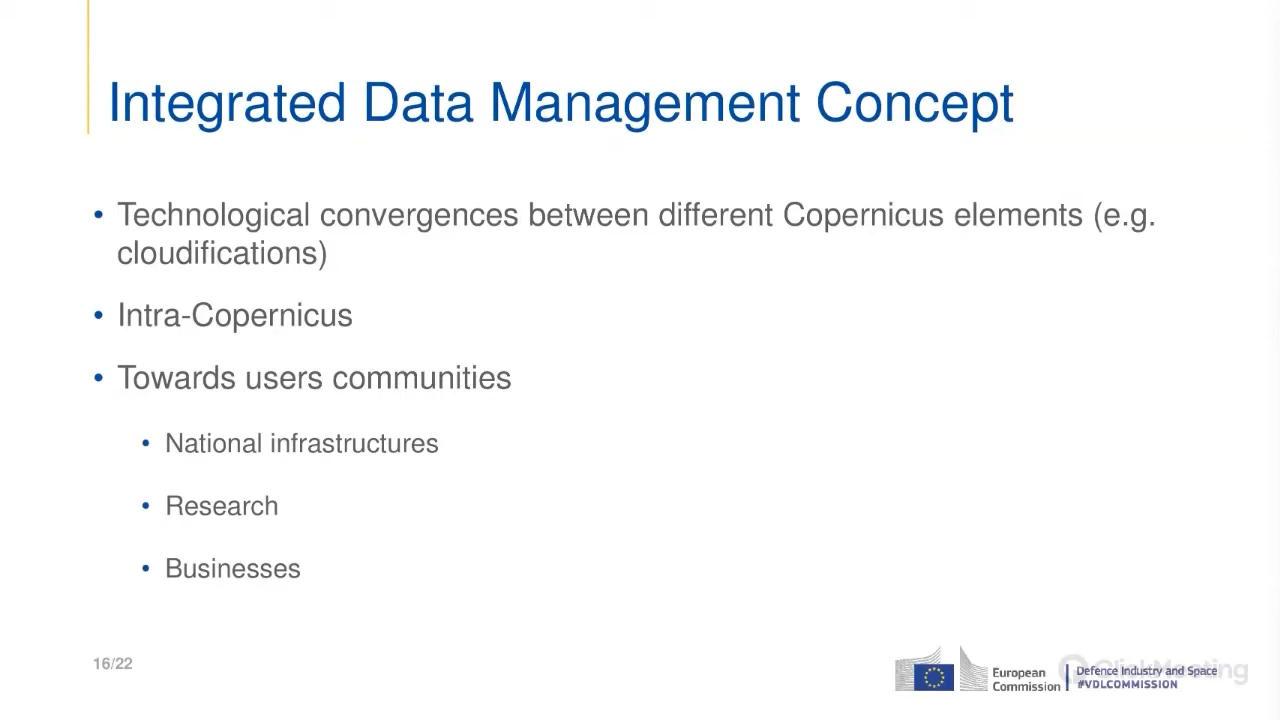 Integrated Data Management Concept
• Technological convergences between different Copernicus elements (e.g.
cloudifications)
• Intra-Copernicus
• Towards users communities
• National infrastructures
• Research
• Businesses
16/22
European
Commission
Defence Industry and Space
#VDLCOMMISSION
ClickMeeting